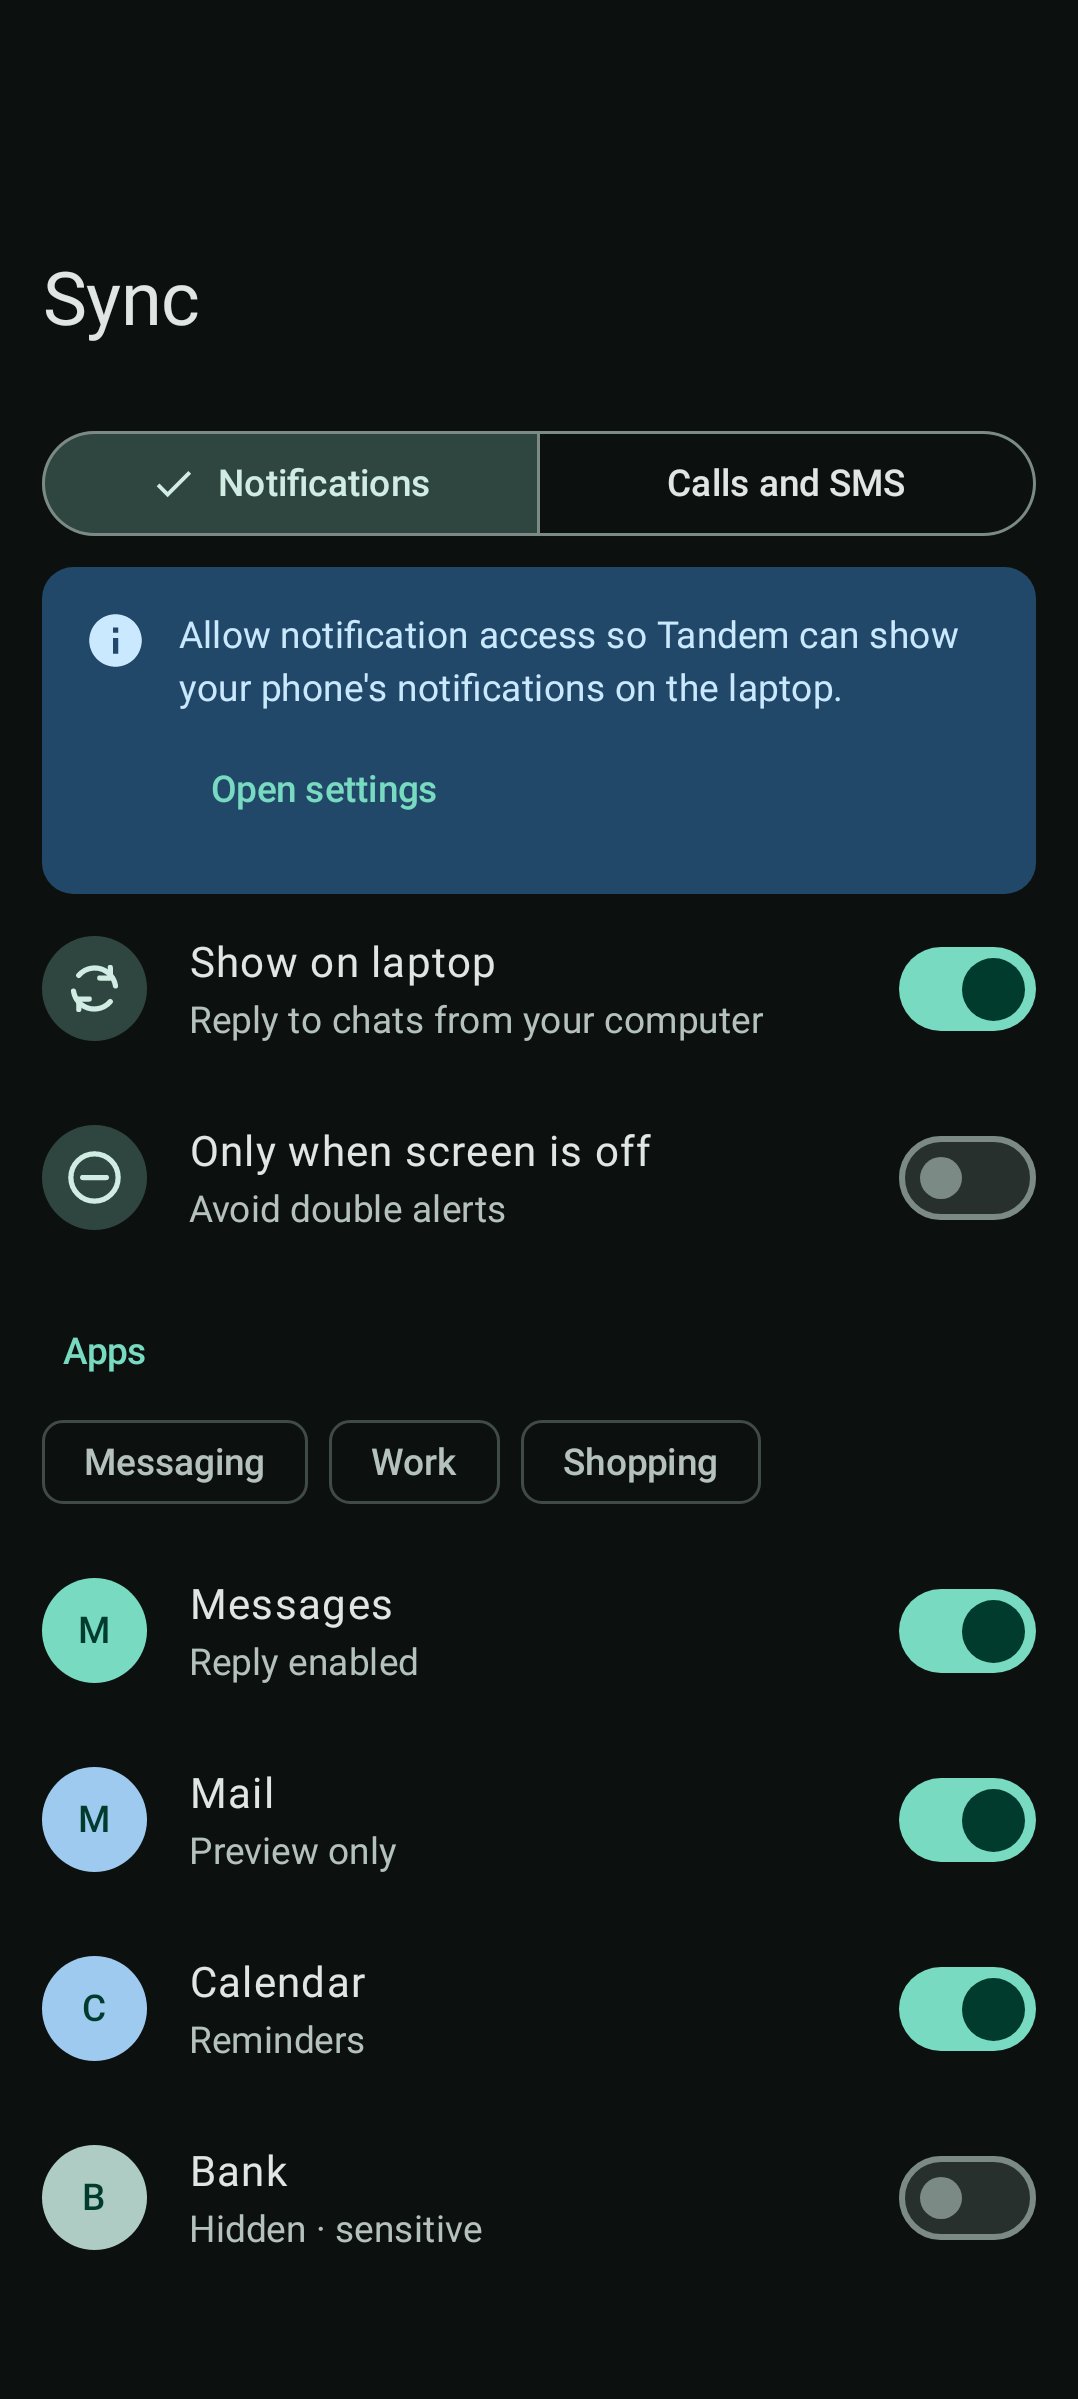 Sync
Notifications
Calls and SMS
Allow notification access so Tandem can show
your phone's notifications on the laptop.
Open settings
Show on laptop
Reply to chats from your computer
Only when screen is off
Avoid double alerts
Apps
Messaging
Work
Shopping
M
Messages
Reply enabled
M
Mail
Preview only
C
Calendar
Reminders
B
Bank
Hidden · sensitive